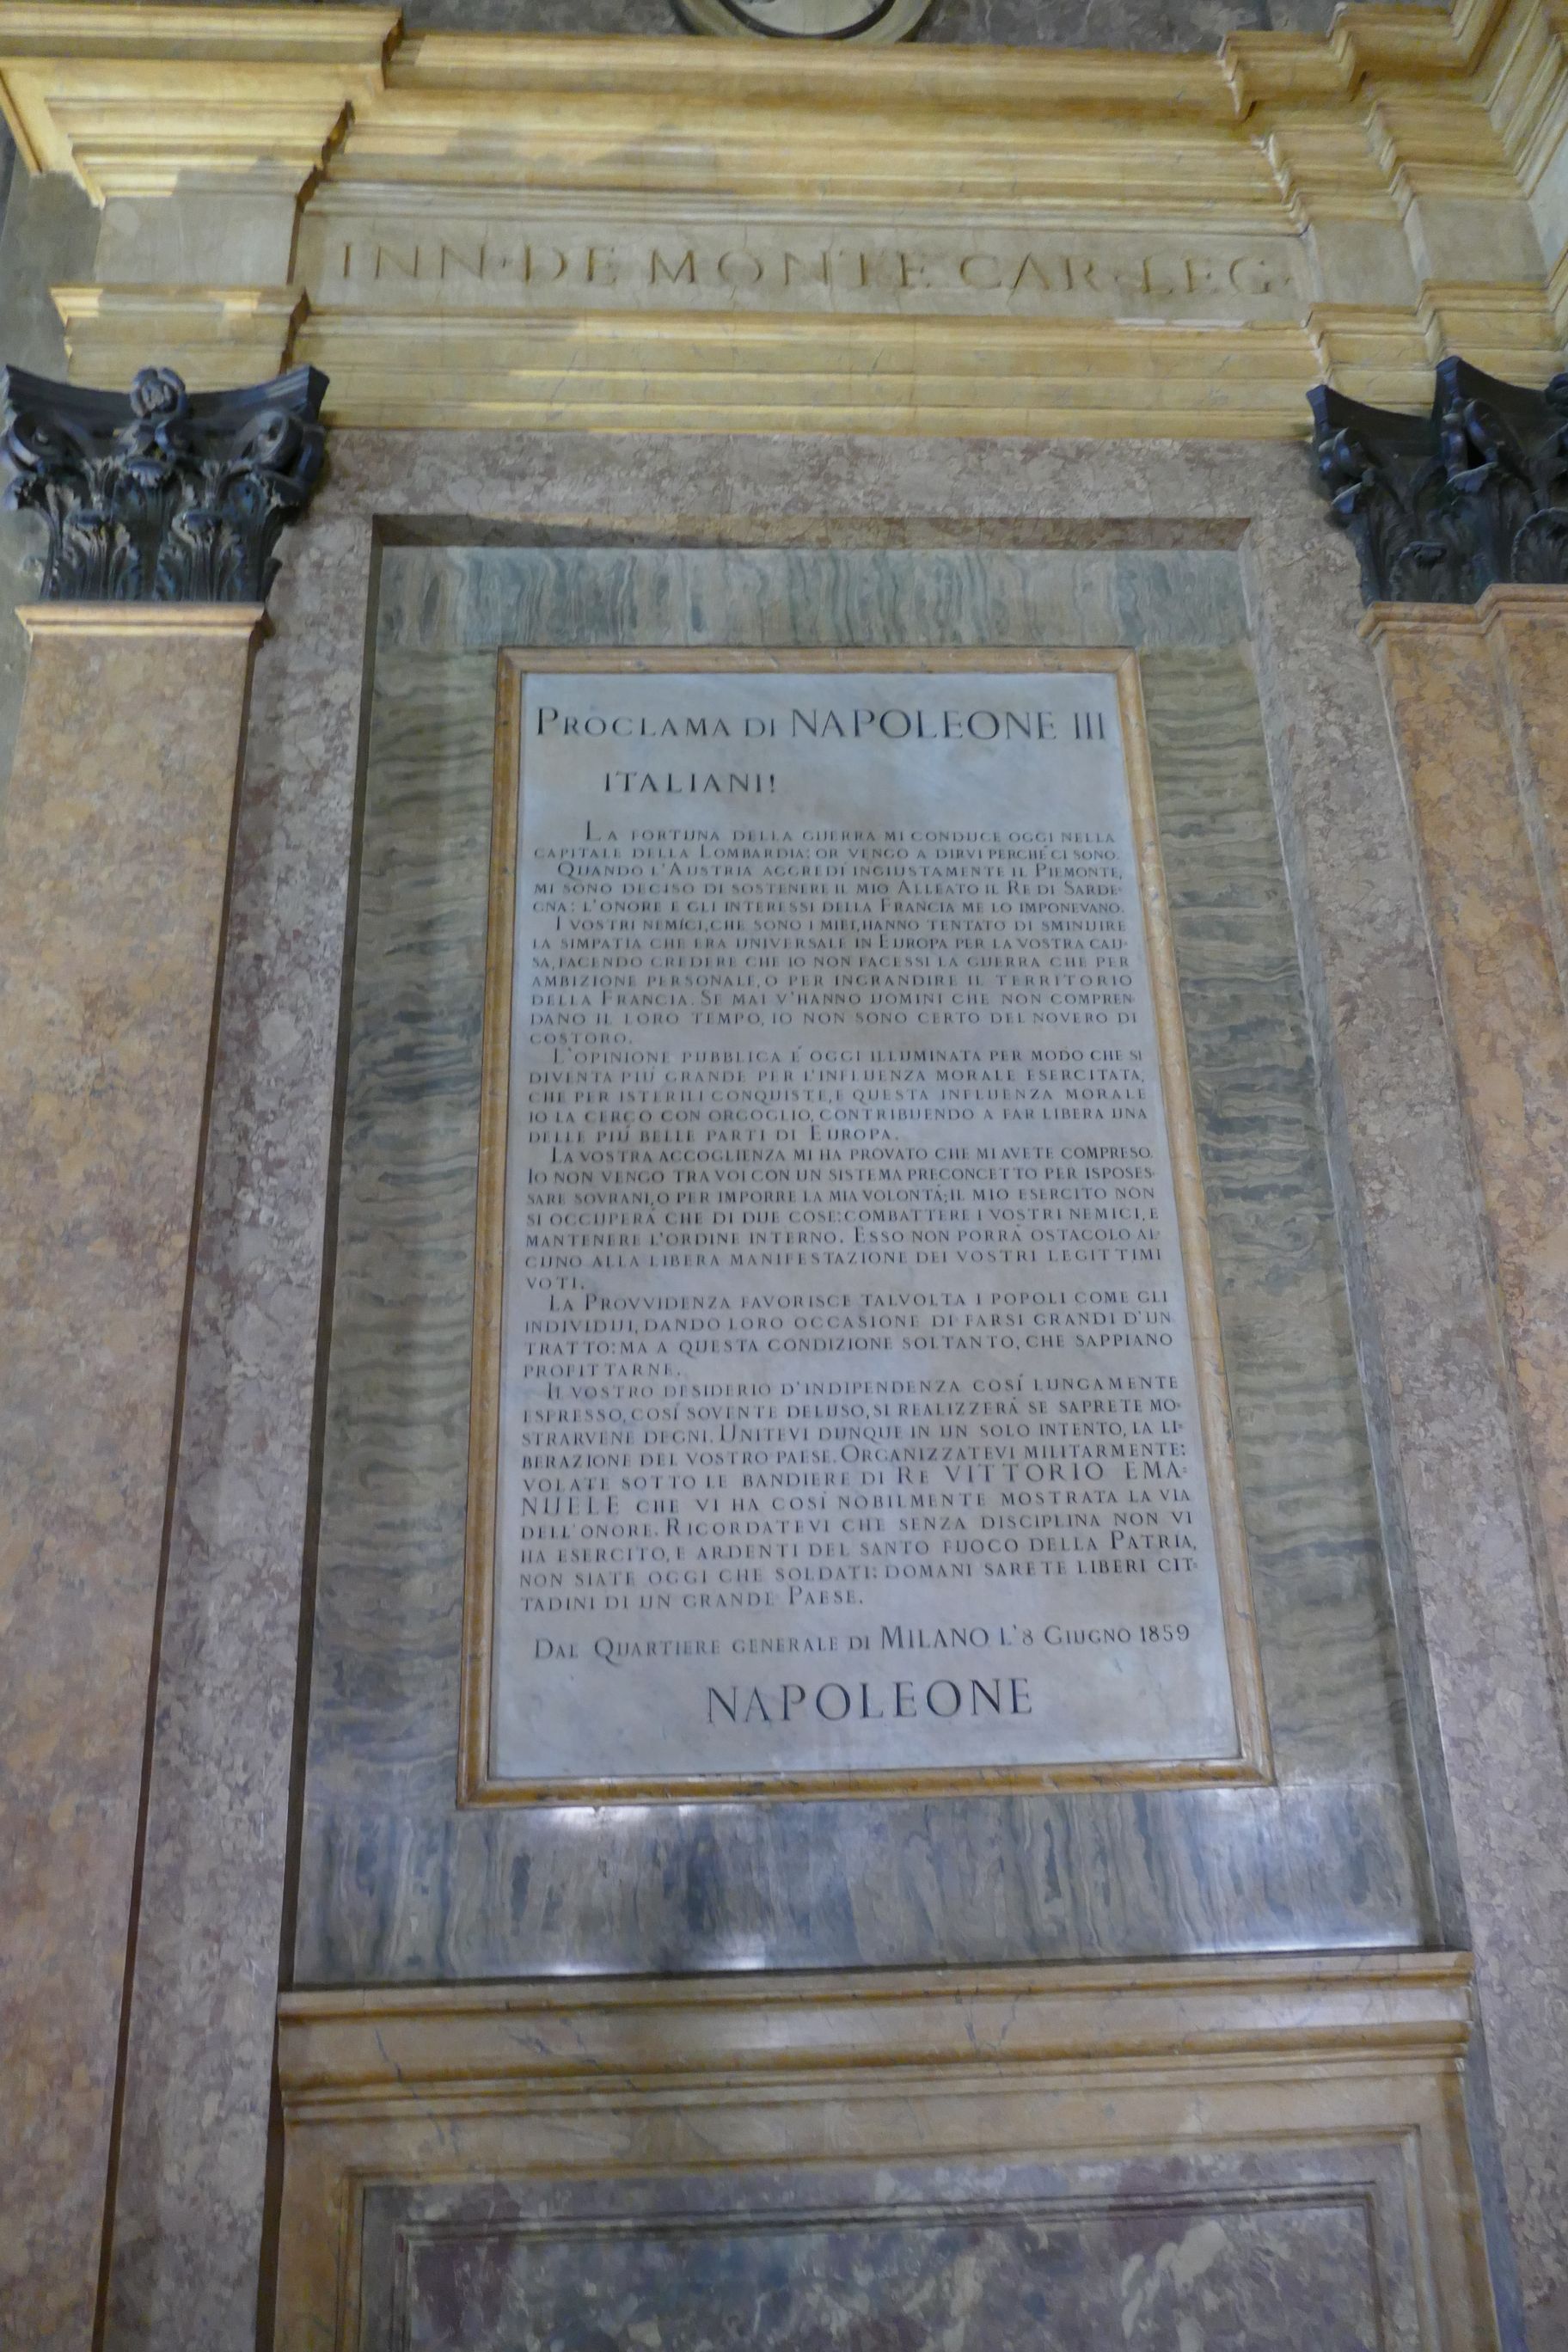 INN·DE MONTE CAR·LEG·
PROCLAMA DI NAPOLEONE III
ITALIANI!
LA FORTUNA DELLA GUERRA MI CONDUCE OGGI NELLA
CAPITALE DELLA LOMBARDIA: OR VENGO A DIRVI PERCHÉ CI SONO.
QUANDO L'AUSTRIA AGGREDÍ INGIUSTAMENTE IL PIEMONTE,
MI SONO DECISO DI SOSTENERE IL MIO ALLEATO IL RE DI SARDE-
GNA: L'ONORE E GLI INTERESSI DELLA FRANCIA ME LO IMPONEVANO.
I VOSTRI NEMICI, CHE SONO I MIEI, HANNO TENTATO DI SMINUIRE
LA SIMPATIA CHE ERA UNIVERSALE IN EUROPA PER LA VOSTRA CAU-
SA, FACENDO CREDERE CHE IO NON FACESSI LA GUERRA CHE PER
AMBIZIONE PERSONALE, O PER INGRANDIRE IL TERRITORIO
DELLA FRANCIA. SE MAI V'HANNO UOMINI CHE NON COMPREN-
DANO IL LORO TEMPO, IO NON SONO CERTO DEL NOVERO DI
COSTORO.
L'OPINIONE PUBBLICA É OGGI ILLUMINATA PER MODO CHE SI
DIVENTA PIÚ GRANDE PER L'INFLUENZA MORALE ESERCITATA,
CHE PER ISTERILI CONQUISTE, E QUESTA INFLUENZA MORALE
IO LA CERCO CON ORGOGLIO, CONTRIBUENDO A FAR LIBERA UNA
DELLE PIÚ BELLE PARTI DI EUROPA.
LA VOSTRA ACCOGLIENZA MI HA PROVATO CHE MI AVETE COMPRESO.
IO NON VENGO TRA VOI CON UN SISTEMA PRECONCETTO PER ISPOSES-
SARE SOVRANI, O PER IMPORRE LA MIA VOLONTÁ; IL MIO ESERCITO NON
SI OCCUPERÁ CHE DI DUE COSE: COMBATTERE I VOSTRI NEMICI, E
MANTENERE L'ORDINE INTERNO. ESSO NON PORRÁ OSTACOLO AL-
CUNO ALLA LIBERA MANIFESTAZIONE DEI VOSTRI LEGITTIMI
VOTI.
LA PROVVIDENZA FAVORISCE TALVOLTA I POPOLI COME GLI
INDIVIDUI, DANDO LORO OCCASIONE DI FARSI GRANDI D'UN
TRATTO: MA A QUESTA CONDIZIONE SOLTANTO, CHE SAPPIANO
PROFITTARNE.
IL VOSTRO DESIDERIO D'INDIPENDENZA COSÍ LUNGAMENTE
ESPRESSO, COSÍ SOVENTE DELUSO, SI REALIZZERÁ SE SAPRETE MO-
STRARVENE DEGNI. UNITEVI DUNQUE IN UN SOLO INTENTO, LA LI-
BERAZIONE DEL VOSTRO PAESE. ORGANIZZATEVI MILITARMENTE:
VOLATE SOTTO LE BANDIERE DI RE VITTORIO EMA-
NUELE CHE VI HA COSÍ NOBILMENTE MOSTRATA LA VIA
DELL'ONORE. RICORDATEVI CHE SENZA DISCIPLINA NON VI
HA ESERCITO, E ARDENTI DEL SANTO FUOCO DELLA PATRIA,
NON SIATE OGGI CHE SOLDATI: DOMANI SARETE LIBERI CIT-
TADINI DI UN GRANDE PAESE.
DAL QUARTIERE GENERALE DI MILANO L'8 GIUGNO 1859
NAPOLEONE